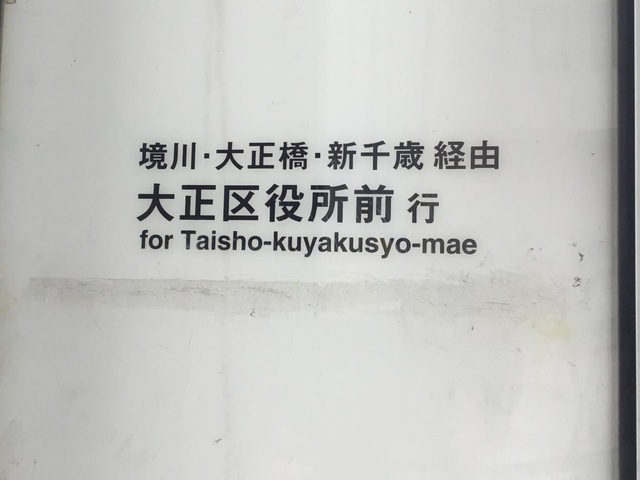 境川・大正橋・新千歳 経由
大正区役所前 行
for Taisho-kuyakusyo-mae